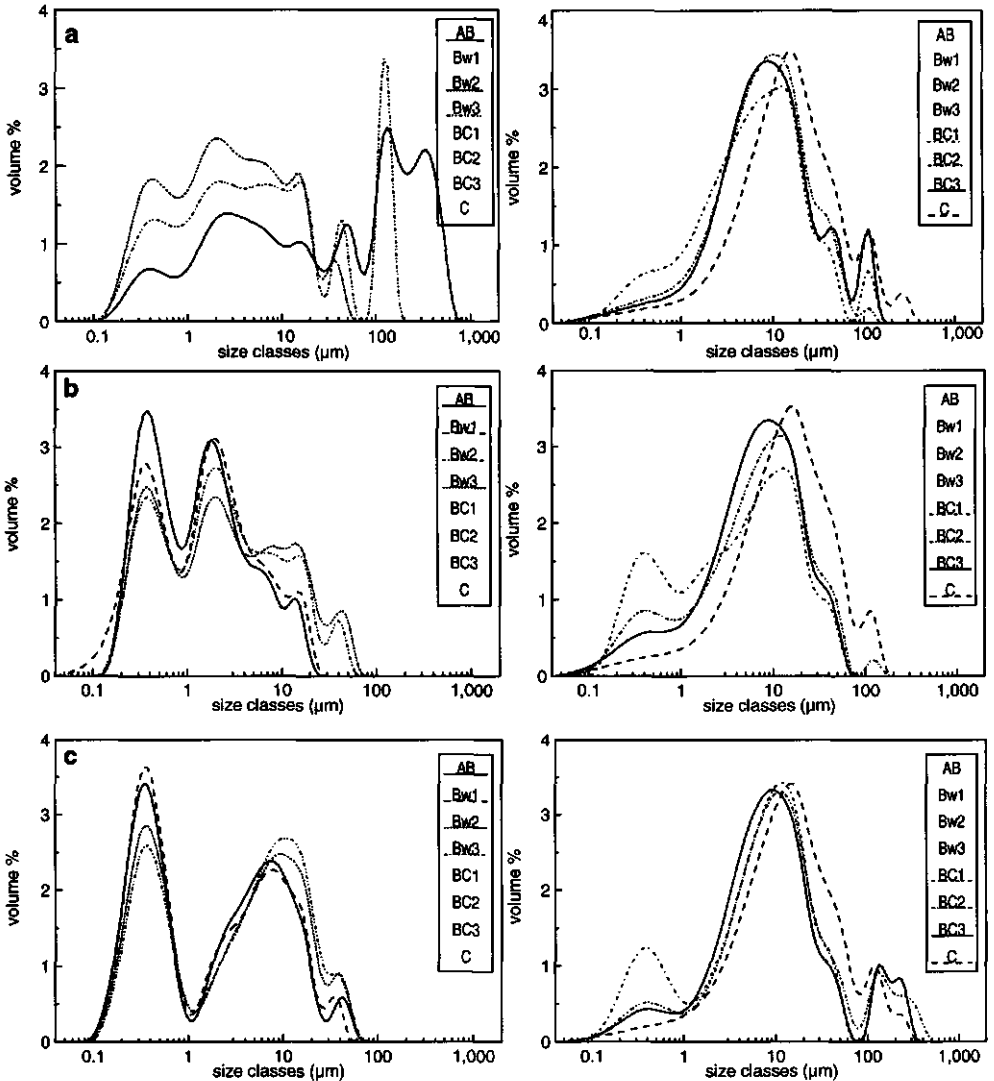 a
4
3
2
1
0
volume %
0.1
1
10
100
1,000
size classes (µm)
AB
Bw1
Bw2
Bw3
BC1
BC2
BC3
C
4
3
2
1
0
volume %
0.1
1
10
100
1,000
size classes (µm)
AB
Bw1
Bw2
Bw3
BC1
BC2
BC3
C
b
4
3
2
1
0
volume %
0.1
1
10
100
1,000
size classes (µm)
AB
Bw1
Bw2
Bw3
BC1
BC2
BC3
C
4
3
2
1
0
volume %
0.1
1
10
100
1,000
size classes (µm)
AB
Bw1
Bw2
Bw3
BC1
BC2
BC3
C
c
4
3
2
1
0
volume %
0.1
1
10
100
1,000
size classes (µm)
AB
Bw1
Bw2
Bw3
BC1
BC2
BC3
C
4
3
2
1
0
volume %
0.1
1
10
100
1,000
size classes (µm)
AB
Bw1
Bw2
Bw3
BC1
BC2
BC3
C